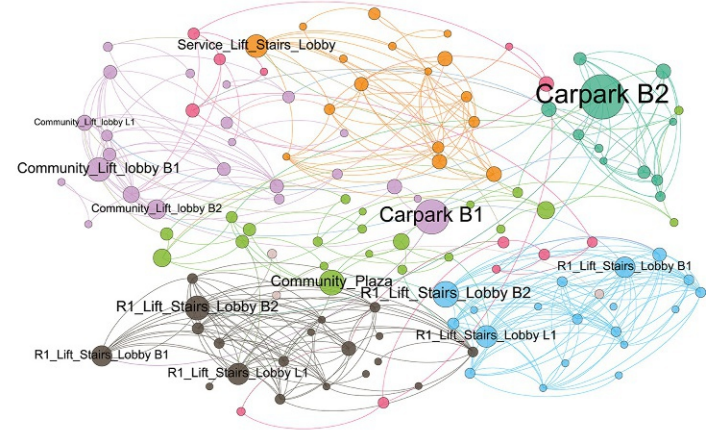 Service_Lift_Stairs_Lobby
Carpark B2
Community_Lift_lobby L1
Community_Lift_lobby B1
Community_Lift_lobby B2
Carpark B1
R1_Lift_Stairs_Lobby B1
Community_Plaza
R1_Lift_Stairs_Lobby B2
R1_Lift_Stairs_Lobby B2
R1_Lift_Stairs_Lobby L1
R1_Lift_Stairs_Lobby B1
R1_Lift_Stairs_Lobby L1